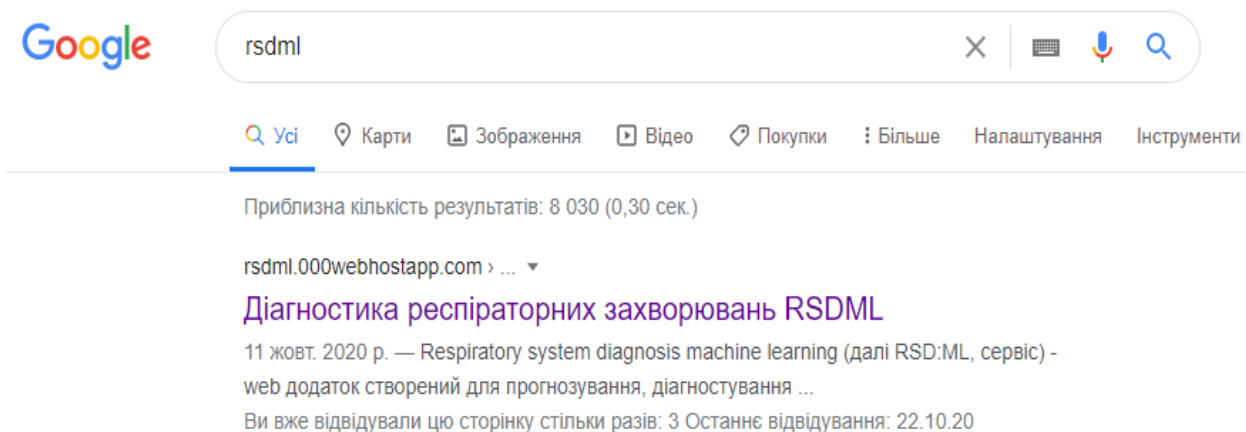 Google
rsdml
Усі Карти Зображення Відео Покупки Більше Налаштування Інструменти
Приблизна кількість результатів: 8 030 (0,30 сек.)
rsdml.000webhostapp.com › ...
Діагностика респіраторних захворювань RSDML
11 жовт. 2020 р. — Respiratory system diagnosis machine learning (далі RSD:ML, сервіс) -
web додаток створений для прогнозування, діагностування ...
Ви вже відвідували цю сторінку стільки разів: 3 Останнє відвідування: 22.10.20